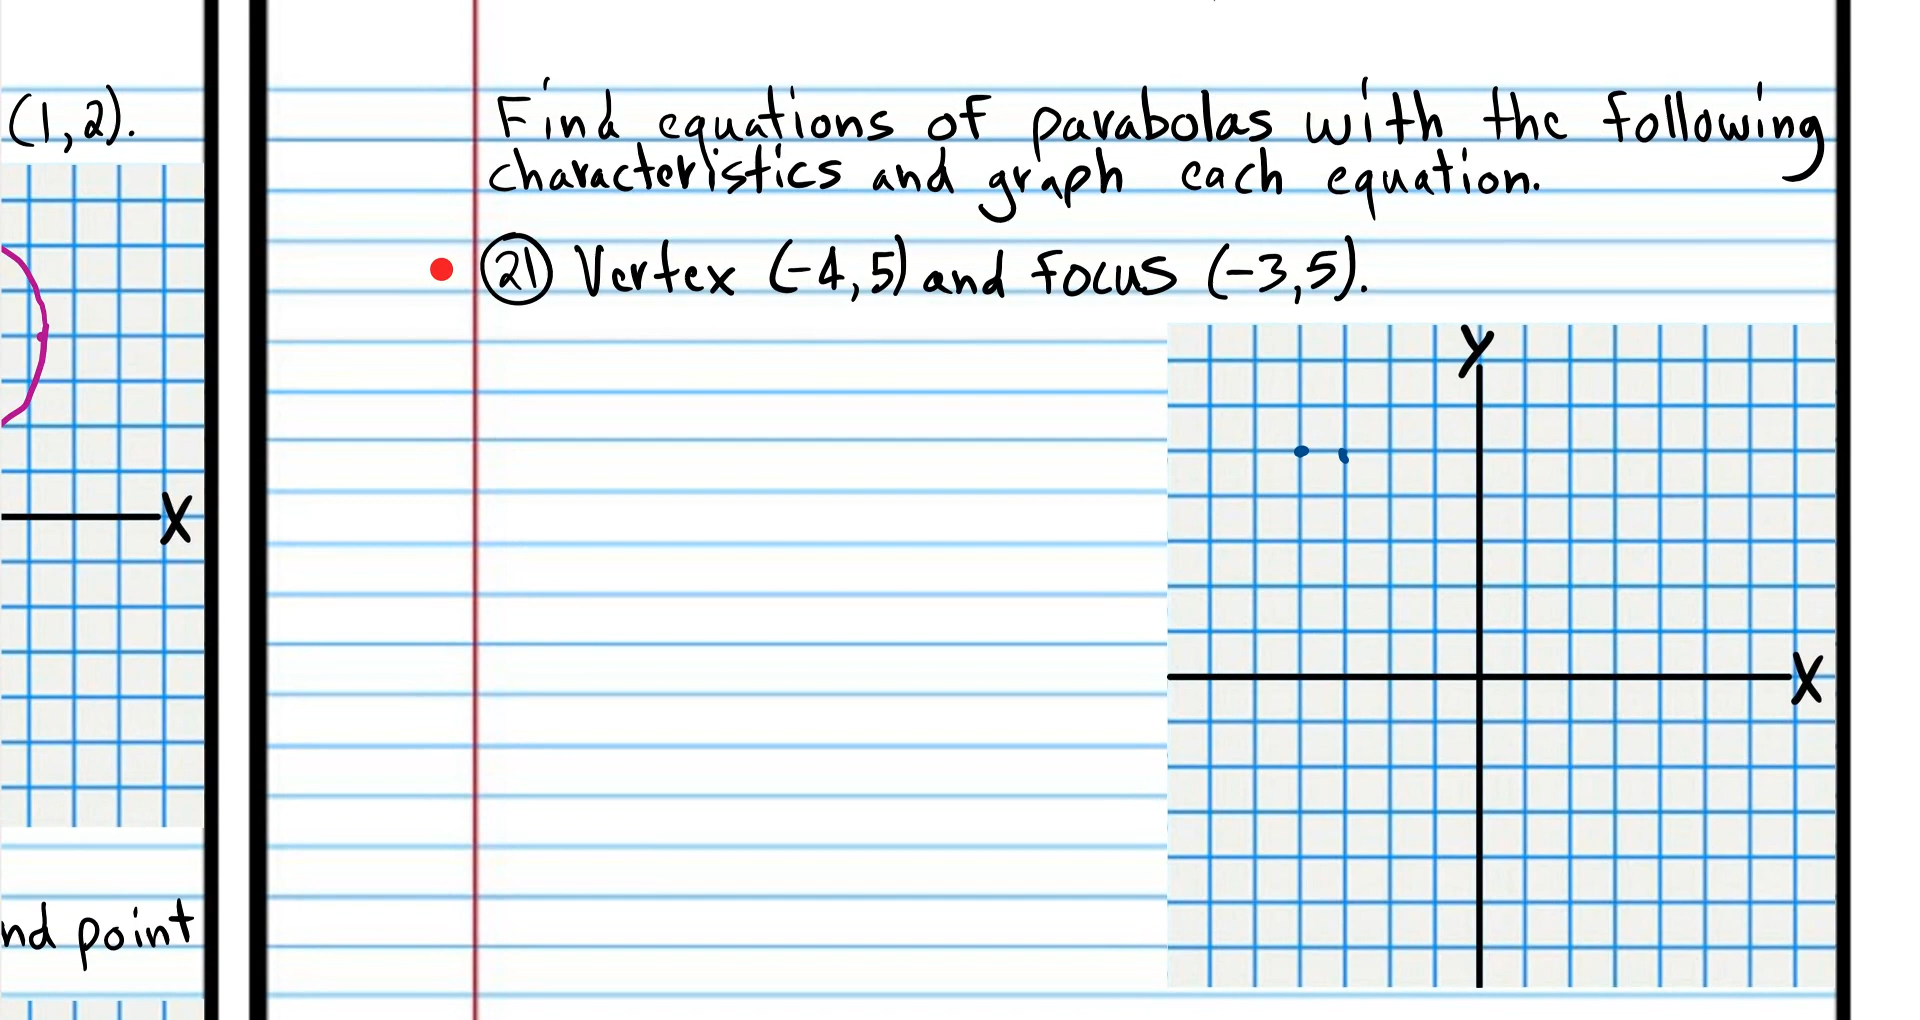 (1,2).
Find equations of parabolas with the following
characteristics and graph each equation.
21 Vertex (-4,5) and focus (-3,5).
y
x
x
nd point